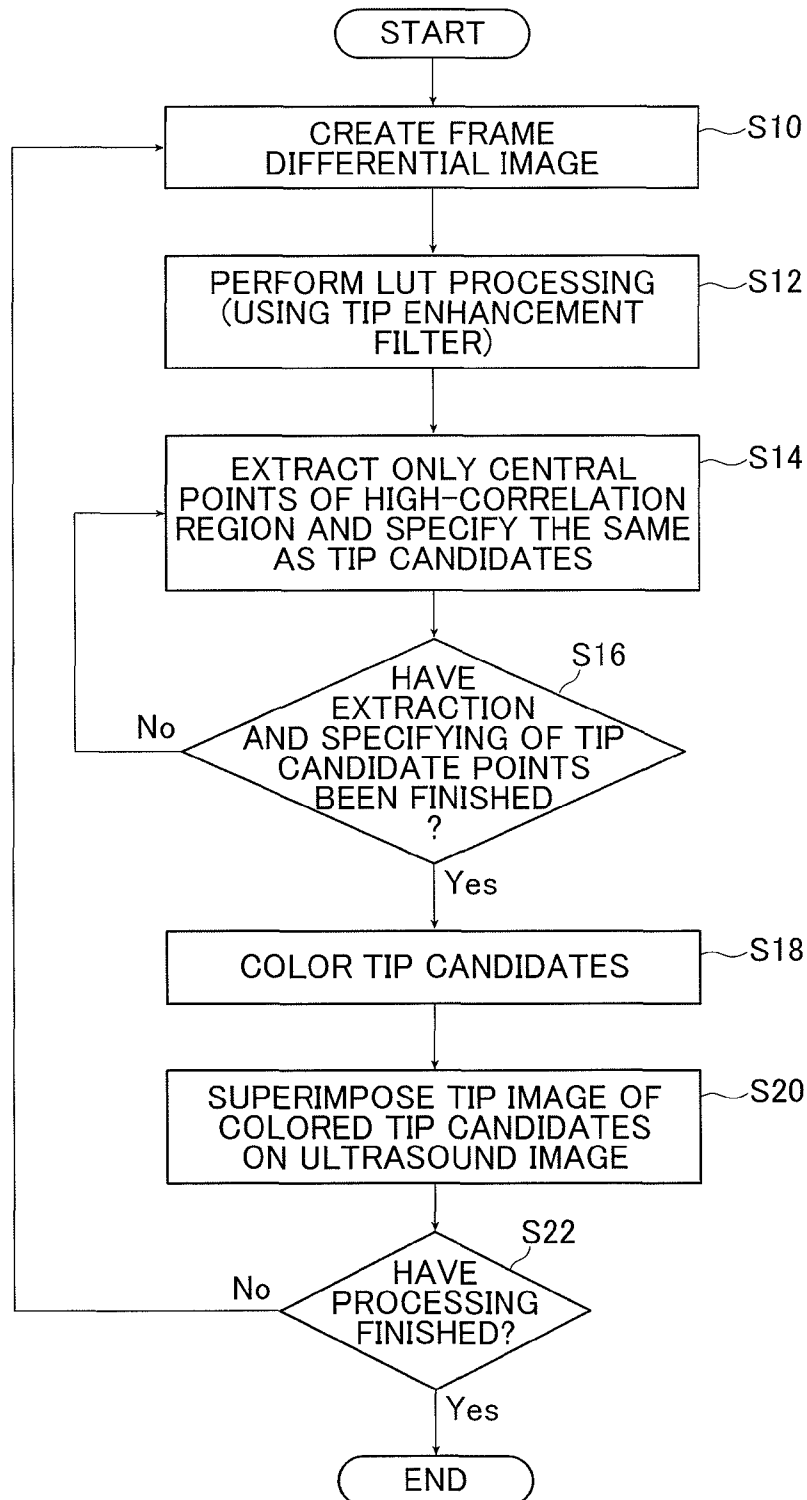 START
CREATE FRAME
DIFFERENTIAL IMAGE
S10
PERFORM LUT PROCESSING
(USING TIP ENHANCEMENT
FILTER)
S12
EXTRACT ONLY CENTRAL
POINTS OF HIGH-CORRELATION
REGION AND SPECIFY THE SAME
AS TIP CANDIDATES
S14
HAVE
EXTRACTION
AND SPECIFYING OF TIP
CANDIDATE POINTS
BEEN FINISHED
?
S16
No
Yes
COLOR TIP CANDIDATES
S18
SUPERIMPOSE TIP IMAGE OF
COLORED TIP CANDIDATES
ON ULTRASOUND IMAGE
S20
HAVE
PROCESSING
FINISHED?
S22
No
Yes
END